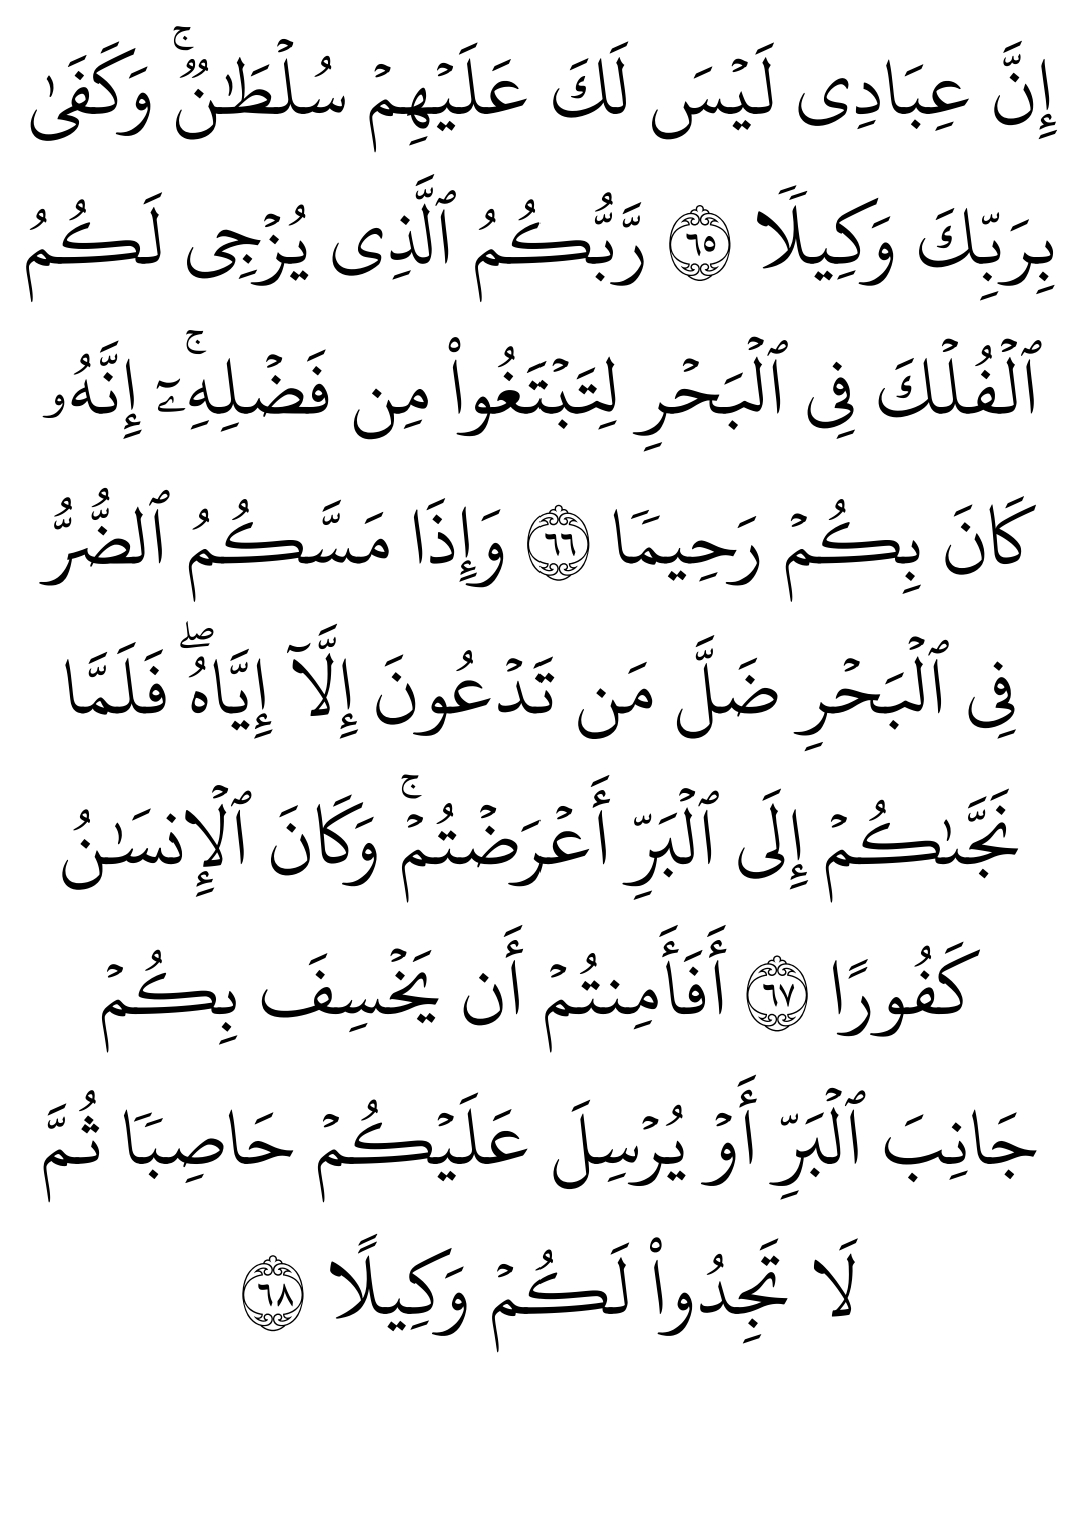 إِنَّ عِبَادِى لَيْسَ لَكَ عَلَيْهِمْ سُلْطَـٰنٌۭ ۚ وَكَفَىٰ
بِرَبِّكَ وَكِيلًۭا ٦٥ رَّبُّكُمُ ٱلَّذِى يُزْجِى لَكُمُ
ٱلْفُلْكَ فِى ٱلْبَحْرِ لِتَبْتَغُوا۟ مِن فَضْلِهِۦٓ ۚ إِنَّهُۥ
كَانَ بِكُمْ رَحِيمًۭا ٦٦ وَإِذَا مَسَّكُمُ ٱلضُّرُّ
فِى ٱلْبَحْرِ ضَلَّ مَن تَدْعُونَ إِلَّآ إِيَّاهُ ۖ فَلَمَّا
نَجَّىٰكُمْ إِلَى ٱلْبَرِّ أَعْرَضْتُمْ ۚ وَكَانَ ٱلْإِنسَـٰنُ
كَفُورًا ٦٧ أَفَأَمِنتُمْ أَن يَخْسِفَ بِكُمْ
جَانِبَ ٱلْبَرِّ أَوْ يُرْسِلَ عَلَيْكُمْ حَاصِبًۭا ثُمَّ
لَا تَجِدُوا۟ لَكُمْ وَكِيلًا ٦٨